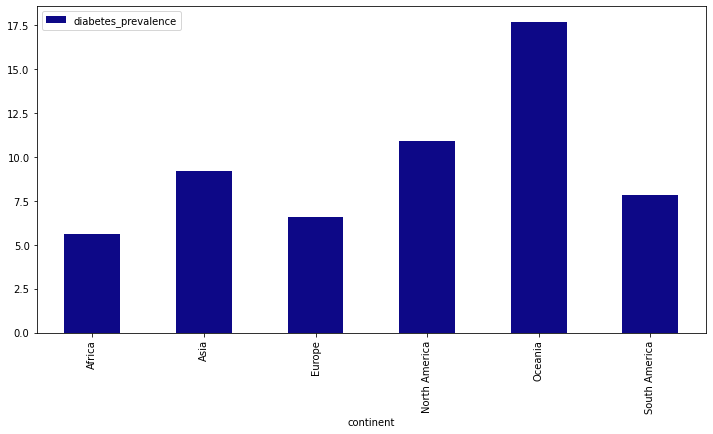 diabetes_prevalence
17.5
15.0
12.5
10.0
7.5
5.0
2.5
0.0
Africa
Asia
Europe
North America
Oceania
South America
continent